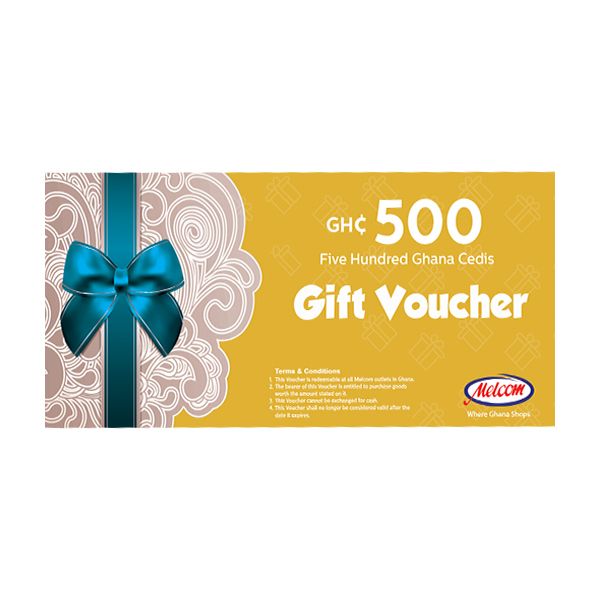 GH¢ 500
Five Hundred Ghana Cedis
Gift Voucher
Terms & Conditions
1. This Voucher is redeemable at all Melcom outlets in Ghana.
2. The bearer of this Voucher is entitled to purchase goods
worth the amount stated on it.
3. This Voucher cannot be exchanged for cash.
4. This Voucher shall no longer be considered valid after the
date it expires.
Melcom
Where Ghana Shops